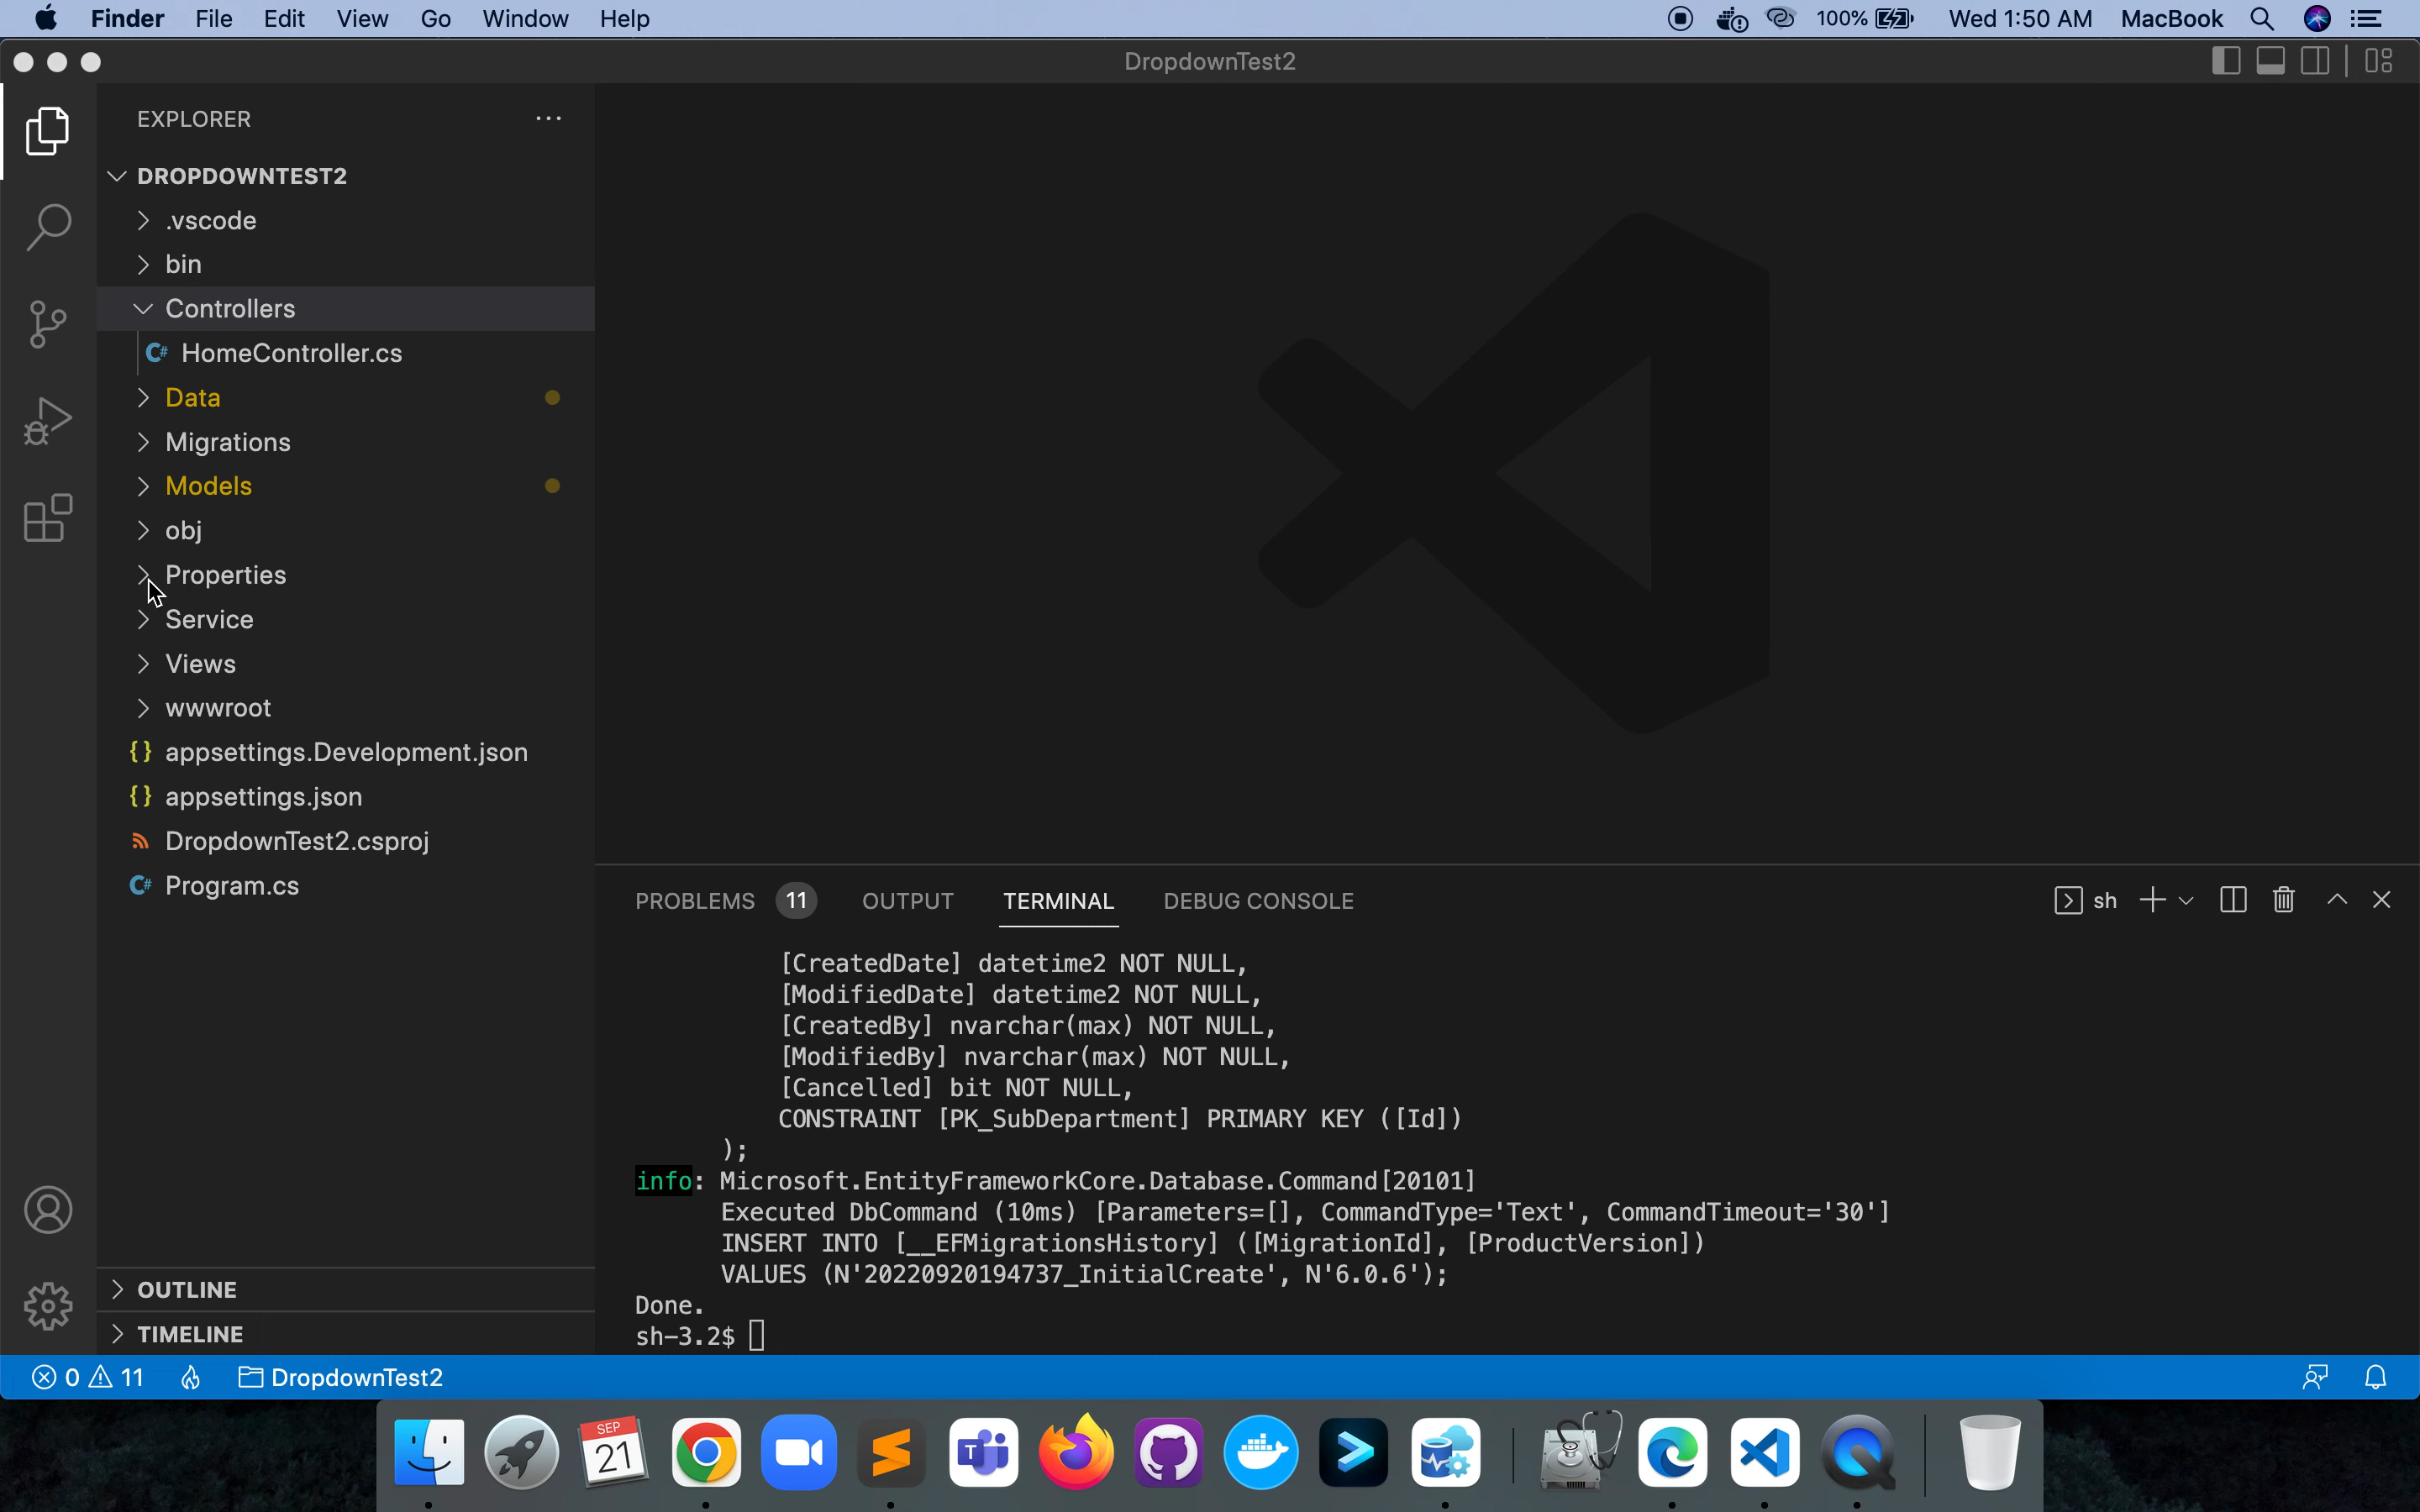 Finder File Edit View Go Window Help 100% Wed 1:50 AM MacBook
DropdownTest2
EXPLORER
DROPDOWNTEST2
.vscode
bin
Controllers
C# HomeController.cs
Data
Migrations
Models
obj
Properties
Service
Views
wwwroot
{} appsettings.Development.json
{} appsettings.json
DropdownTest2.csproj
C# Program.cs
OUTLINE
TIMELINE
PROBLEMS 11 OUTPUT TERMINAL DEBUG CONSOLE sh
[CreatedDate] datetime2 NOT NULL,
[ModifiedDate] datetime2 NOT NULL,
[CreatedBy] nvarchar(max) NOT NULL,
[ModifiedBy] nvarchar(max) NOT NULL,
[Cancelled] bit NOT NULL,
CONSTRAINT [PK_SubDepartment] PRIMARY KEY ([Id])
);
info: Microsoft.EntityFrameworkCore.Database.Command[20101]
Executed DbCommand (10ms) [Parameters=[], CommandType='Text', CommandTimeout='30']
INSERT INTO [__EFMigrationsHistory] ([MigrationId], [ProductVersion])
VALUES (N'20220920194737_InitialCreate', N'6.0.6');
Done.
sh-3.2$
0 11 DropdownTest2
SEP
21
T